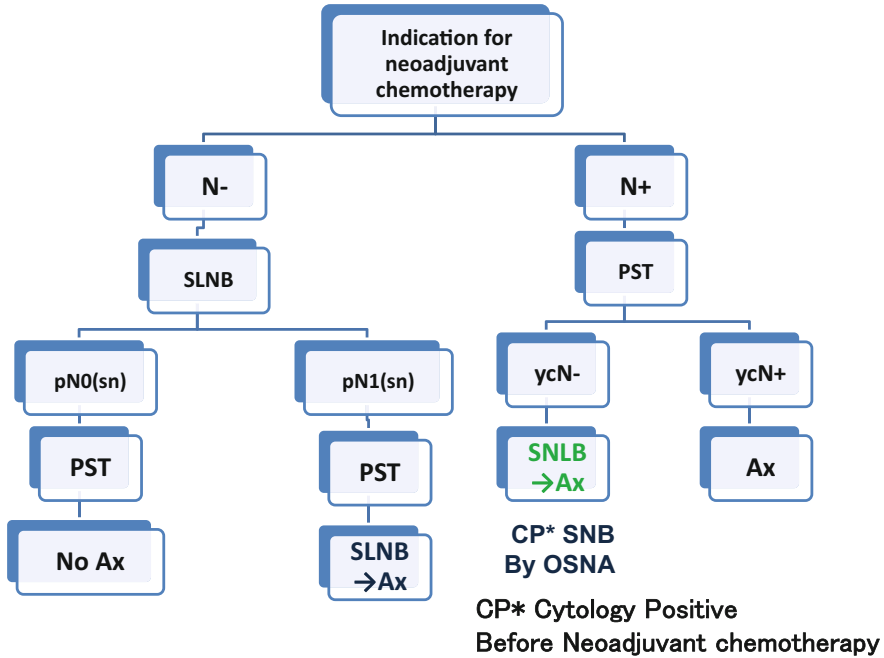 Indication for
neoadjuvant
chemotherapy
N-
N+
SLNB
PST
pN0(sn)
pN1(sn)
ycN-
ycN+
PST
PST
SNLB
→Ax
Ax
No Ax
SLNB
→Ax
CP* SNB
By OSNA
CP* Cytology Positive
Before Neoadjuvant chemotherapy